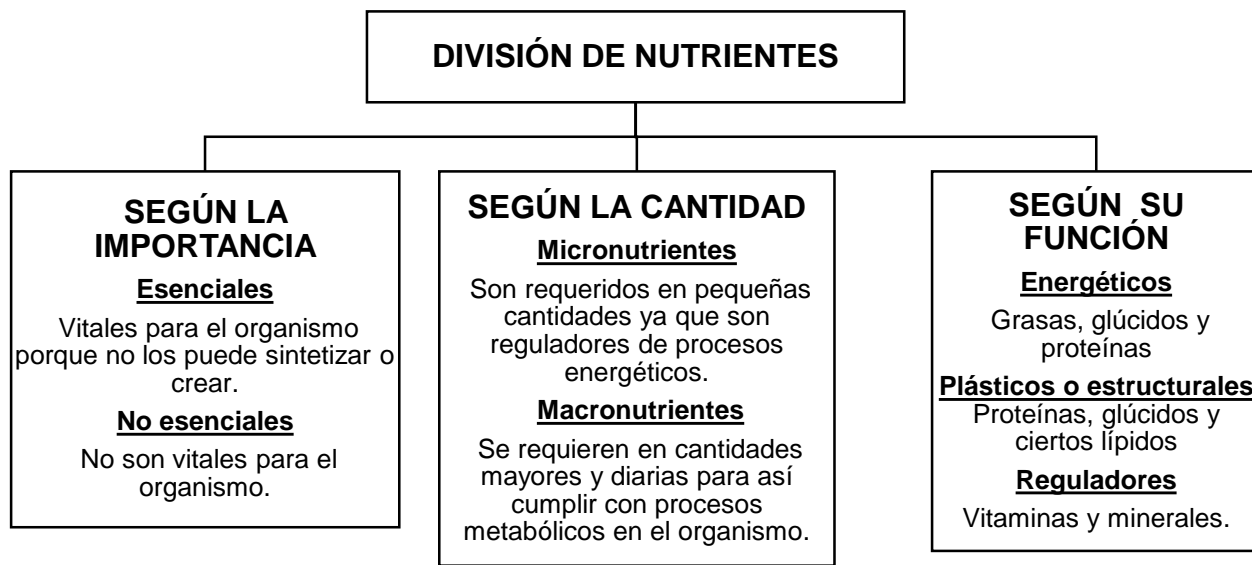 DIVISIÓN DE NUTRIENTES
SEGÚN LA
IMPORTANCIA
Esenciales
Vitales para el organismo
porque no los puede sintetizar o
crear.
No esenciales
No son vitales para el
organismo.
SEGÚN LA CANTIDAD
Micronutrientes
Son requeridos en pequeñas
cantidades ya que son
reguladores de procesos
energéticos.
Macronutrientes
Se requieren en cantidades
mayores y diarias para así
cumplir con procesos
metabólicos en el organismo.
SEGÚN SU
FUNCIÓN
Energéticos
Grasas, glúcidos y
proteínas
Plásticos o estructurales
Proteínas, glúcidos y
ciertos lípidos
Reguladores
Vitaminas y minerales.